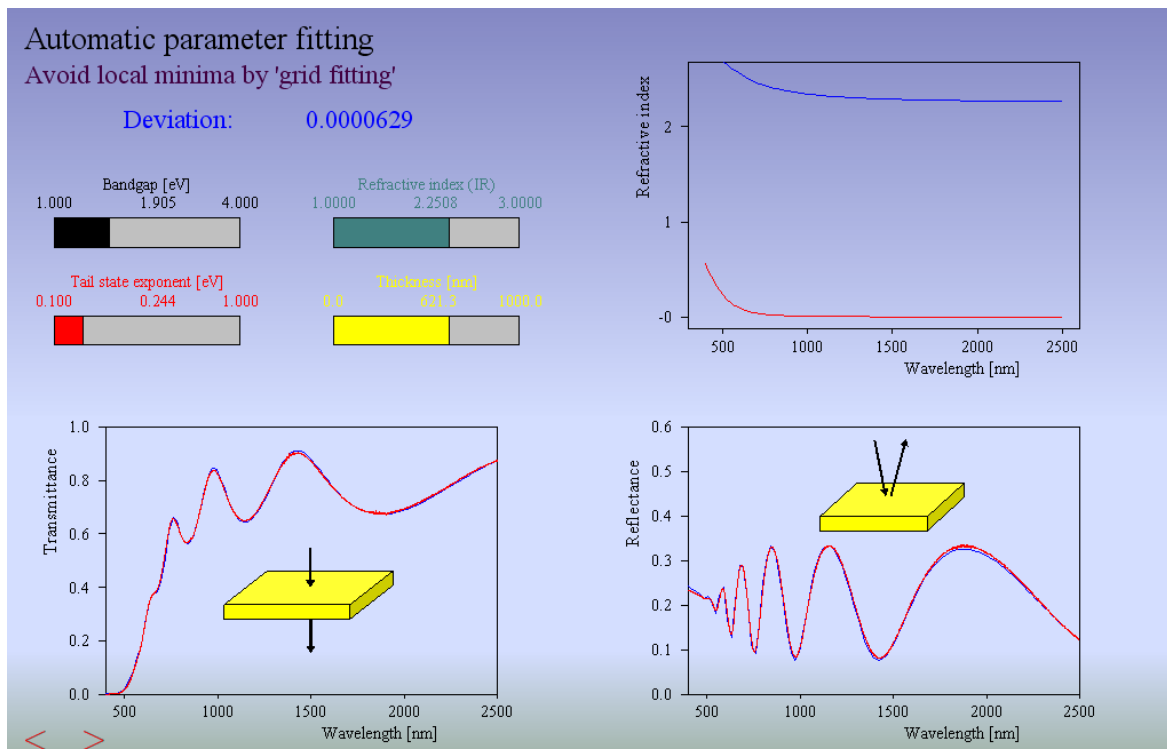 Automatic parameter fitting
Avoid local minima by 'grid fitting'
Deviation: 0.0000629
Bandgap [eV]
1.000 1.905 4.000
Refractive index (IR)
1.0000 2.2508 3.0000
Tail state exponent [eV]
0.100 0.244 1.000
Thickness [nm]
0.0 621.3 1000.0
Refractive index
2
1
-0
500 1000 1500 2000 2500
Wavelength [nm]
Transmittance
1.0
0.8
0.6
0.4
0.2
0.0
500 1000 1500 2000 2500
Wavelength [nm]
Reflectance
0.6
0.5
0.4
0.3
0.2
0.1
0.0
500 1000 1500 2000 2500
Wavelength [nm]
< >